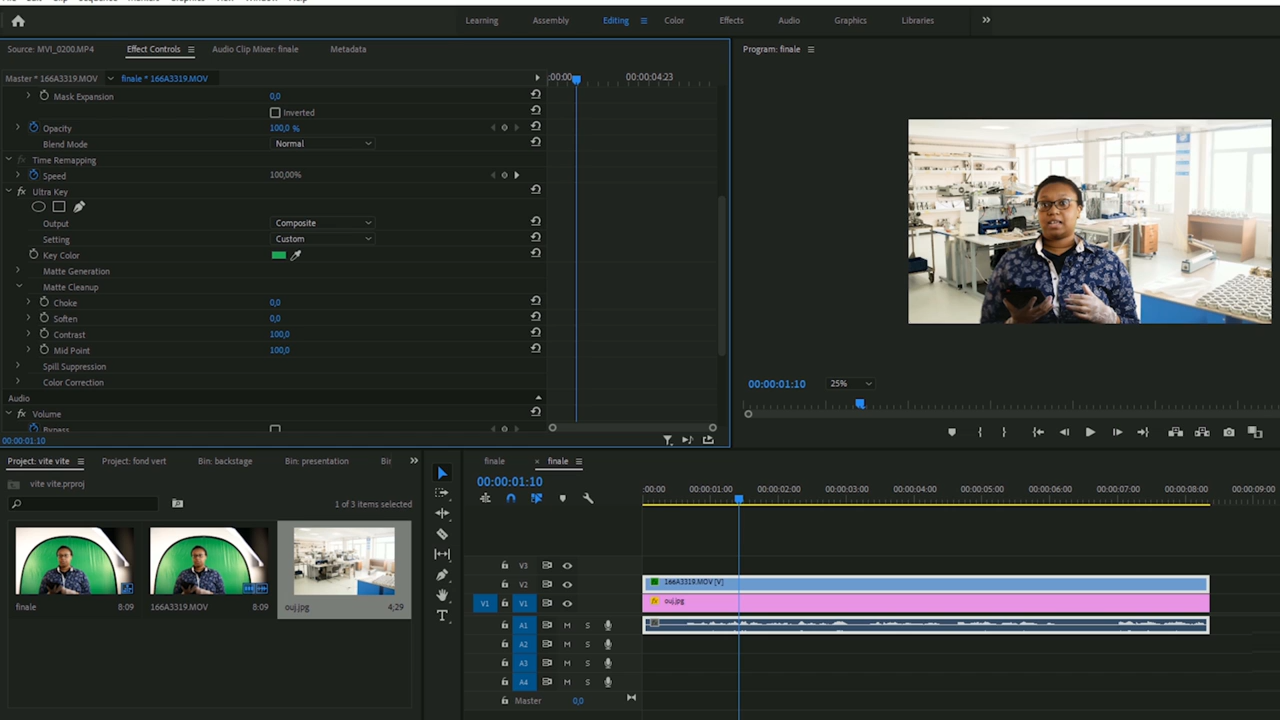 Learning Assembly Editing Color Effects Audio Graphics Libraries
Source: MVI_0200.MP4 Effect Controls Audio Clip Mixer: finale Metadata
Program: finale
Master * 166A3319.MOV finale * 166A3319.MOV
:00:00 00:00:04:23
Mask Expansion 0,0
Inverted
Opacity 100,0 %
Blend Mode Normal
Time Remapping
Speed 100,00%
fx Ultra Key
Output Composite
Setting Custom
Key Color
Matte Generation
Matte Cleanup
Choke 0,0
Soften 0,0
Contrast 100,0
Mid Point 100,0
Spill Suppression
Color Correction
Audio
fx Volume
Bypass
00:00:01:10
00:00:01:10 25%
Project: vite vite Project: fond vert Bin: backstage Bin: presentation Bi
vite vite.prproj
1 of 3 items selected
finale 8:09
166A3319.MOV 8:09
ouj.jpg 4;29
finale × finale
00:00:01:10
:00:00 00:00:01:00 00:00:02:00 00:00:03:00 00:00:04:00 00:00:05:00 00:00:06:00 00:00:07:00 00:00:08:00 00:00:09:00
V3
V2 166A3319.MOV [V]
V1 V1 fx ouj.jpg
A1 M S
A2 M S
A3 M S
A4 M S
Master 0,0